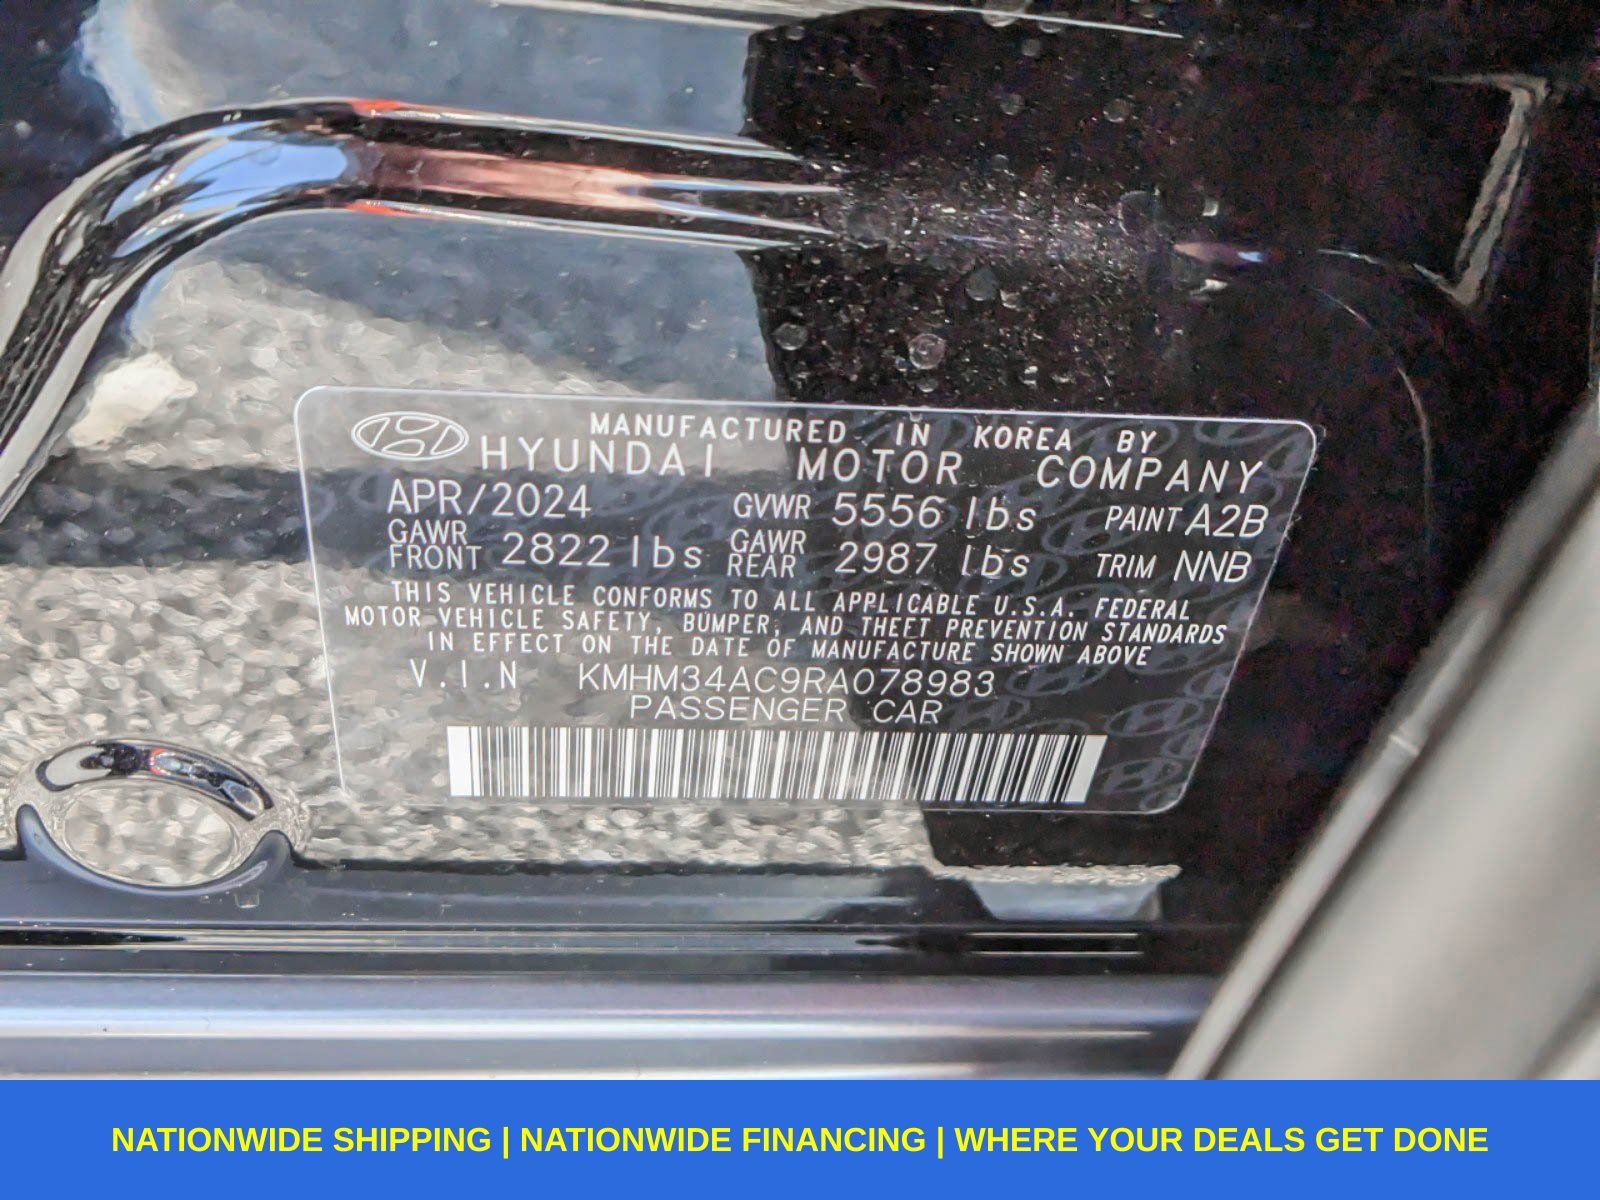 MANUFACTURED IN KOREA BY
HYUNDAI MOTOR COMPANY
APR/2024 GVWR 5556 lbs PAINT A2B
GAWR FRONT 2822 lbs GAWR REAR 2987 lbs TRIM NNB
THIS VEHICLE CONFORMS TO ALL APPLICABLE U.S.A. FEDERAL
MOTOR VEHICLE SAFETY, BUMPER, AND THEFT PREVENTION STANDARDS
IN EFFECT ON THE DATE OF MANUFACTURE SHOWN ABOVE
V.I.N KMHM34AC9RA078983
PASSENGER CAR
NATIONWIDE SHIPPING | NATIONWIDE FINANCING | WHERE YOUR DEALS GET DONE